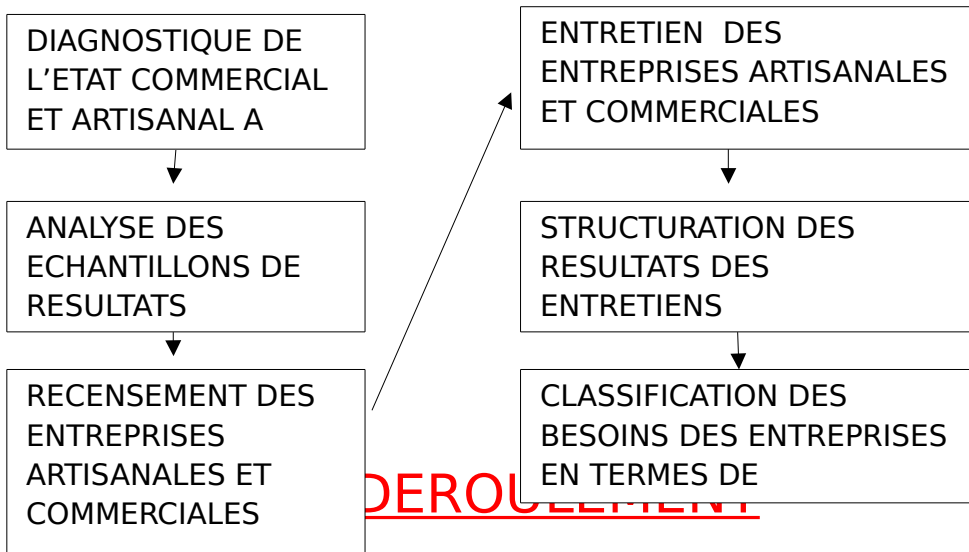 DIAGNOSTIQUE DE
L’ETAT COMMERCIAL
ET ARTISANAL A
ANALYSE DES
ECHANTILLONS DE
RESULTATS
RECENSEMENT DES
ENTREPRISES
ARTISANALES ET
COMMERCIALES
ENTRETIEN DES
ENTREPRISES ARTISANALES
ET COMMERCIALES
STRUCTURATION DES
RESULTATS DES
ENTRETIENS
CLASSIFICATION DES
BESOINS DES ENTREPRISES
EN TERMES DE
DEROULEMENT